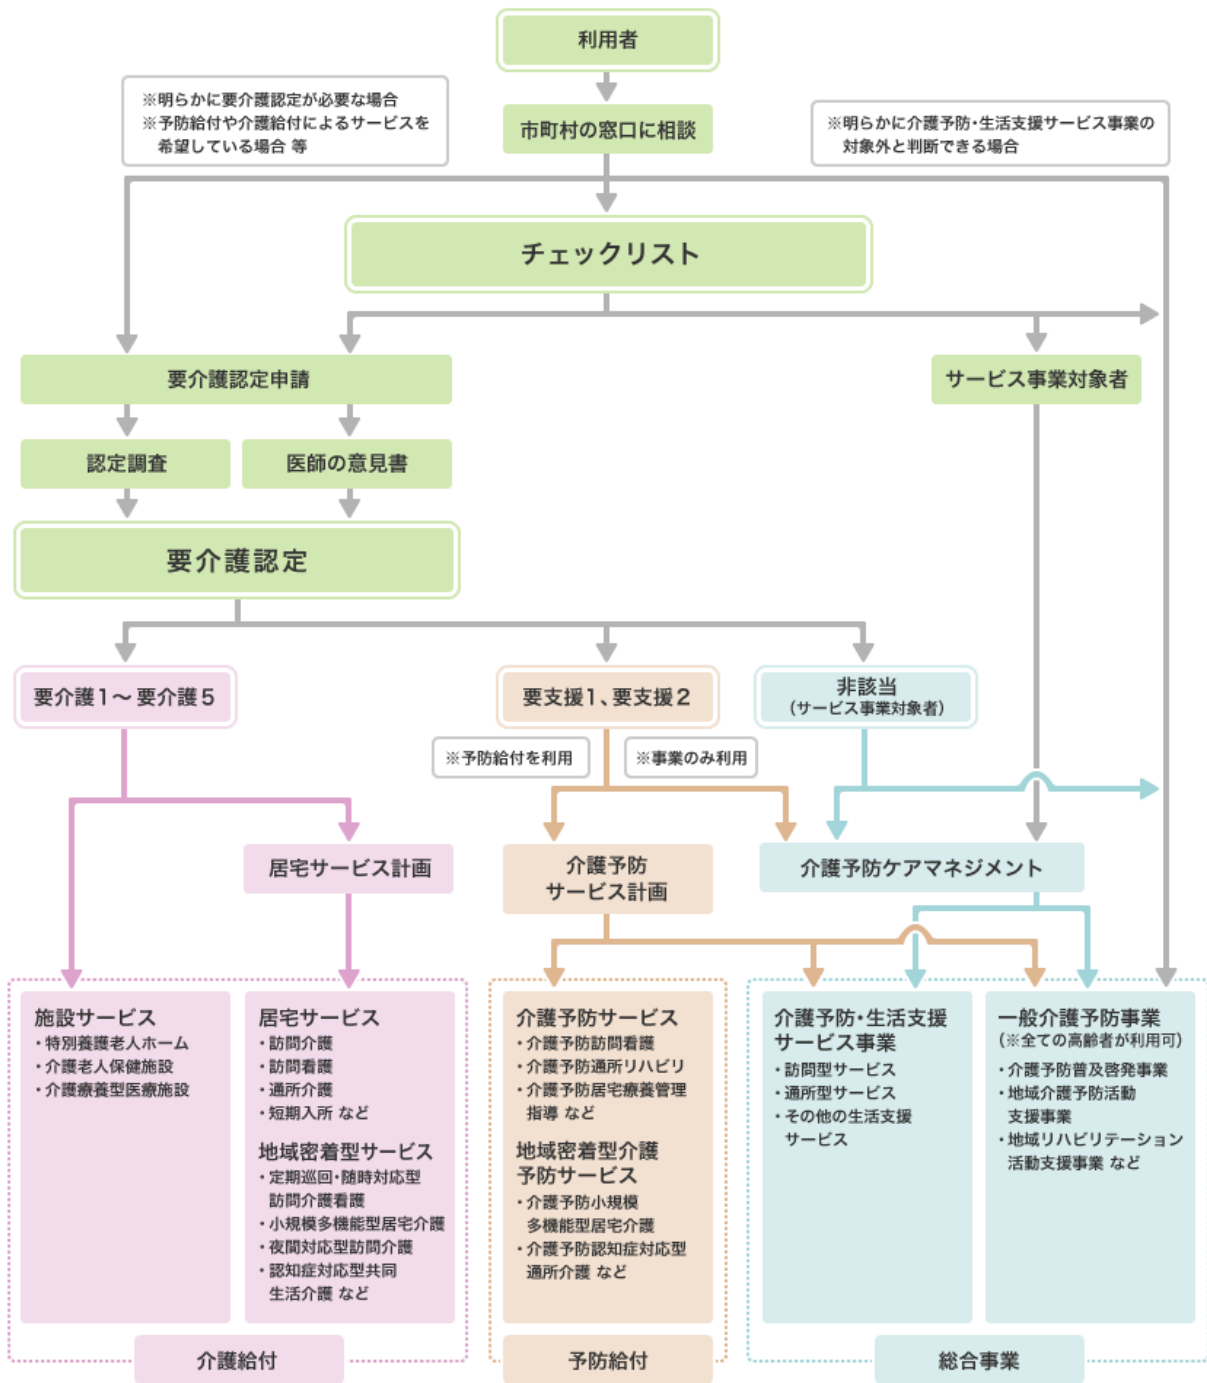 利用者
※明らかに要介護認定が必要な場合
※予防給付や介護給付によるサービスを
希望している場合 等
市町村の窓口に相談
※明らかに介護予防・生活支援サービス事業の
対象外と判断できる場合
チェックリスト
要介護認定申請
サービス事業対象者
認定調査
医師の意見書
要介護認定
要介護1～要介護5
要支援1、要支援2
非該当
（サービス事業対象者）
※予防給付を利用
※事業のみ利用
居宅サービス計画
介護予防
サービス計画
介護予防ケアマネジメント
施設サービス
・特別養護老人ホーム
・介護老人保健施設
・介護療養型医療施設
居宅サービス
・訪問介護
・訪問看護
・通所介護
・短期入所 など
地域密着型サービス
・定期巡回・随時対応型
訪問介護看護
・小規模多機能型居宅介護
・夜間対応型訪問介護
・認知症対応型共同
生活介護 など
介護給付
介護予防サービス
・介護予防訪問看護
・介護予防通所リハビリ
・介護予防居宅療養管理
指導 など
地域密着型介護
予防サービス
・介護予防小規模
多機能型居宅介護
・介護予防認知症対応型
通所介護 など
予防給付
介護予防・生活支援
サービス事業
・訪問型サービス
・通所型サービス
・その他の生活支援
サービス
一般介護予防事業
（※全ての高齢者が利用可）
・介護予防普及啓発事業
・地域介護予防活動
支援事業
・地域リハビリテーション
活動支援事業 など
総合事業